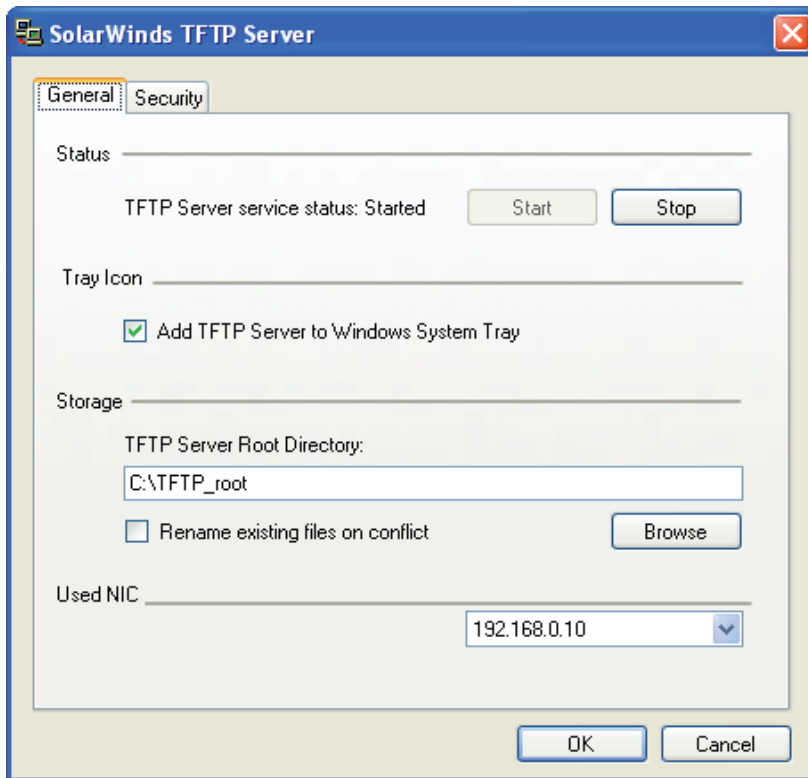 SolarWinds TFTP Server
General Security
Status
TFTP Server service status: Started Start Stop
Tray Icon
Add TFTP Server to Windows System Tray
Storage
TFTP Server Root Directory:
C:\TFTP_root
Rename existing files on conflict Browse
Used NIC
192.168.0.10
OK Cancel